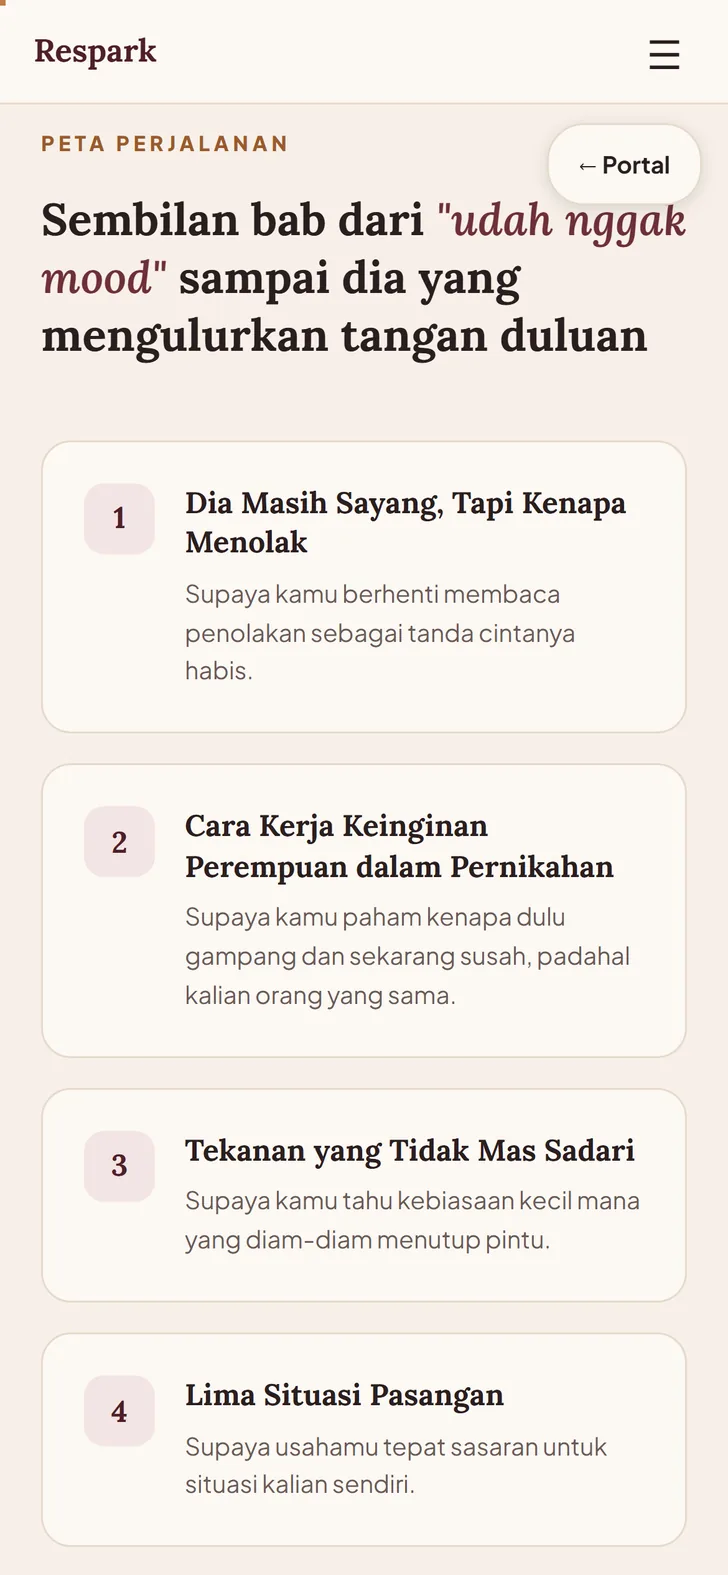 Respark
PETA PERJALANAN
← Portal
Sembilan bab dari "udah nggak
mood" sampai dia yang
mengulurkan tangan duluan
1
Dia Masih Sayang, Tapi Kenapa
Menolak
Supaya kamu berhenti membaca
penolakan sebagai tanda cintanya
habis.
2
Cara Kerja Keinginan
Perempuan dalam Pernikahan
Supaya kamu paham kenapa dulu
gampang dan sekarang susah, padahal
kalian orang yang sama.
3
Tekanan yang Tidak Mas Sadari
Supaya kamu tahu kebiasaan kecil mana
yang diam-diam menutup pintu.
4
Lima Situasi Pasangan
Supaya usahamu tepat sasaran untuk
situasi kalian sendiri.